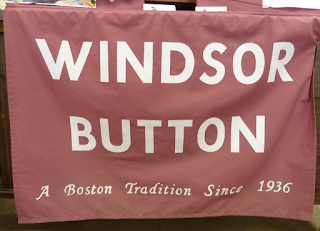 WINDSOR
BUTTON
A Boston Tradition Since 1936